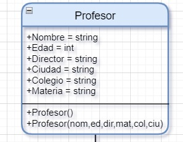 Profesor
+Nombre = string
+Edad = int
+Director = string
+Ciudad = string
+Colegio = string
+Materia = string
+Profesor()
+Profesor(nom,ed,dir,mat,col,ciu)